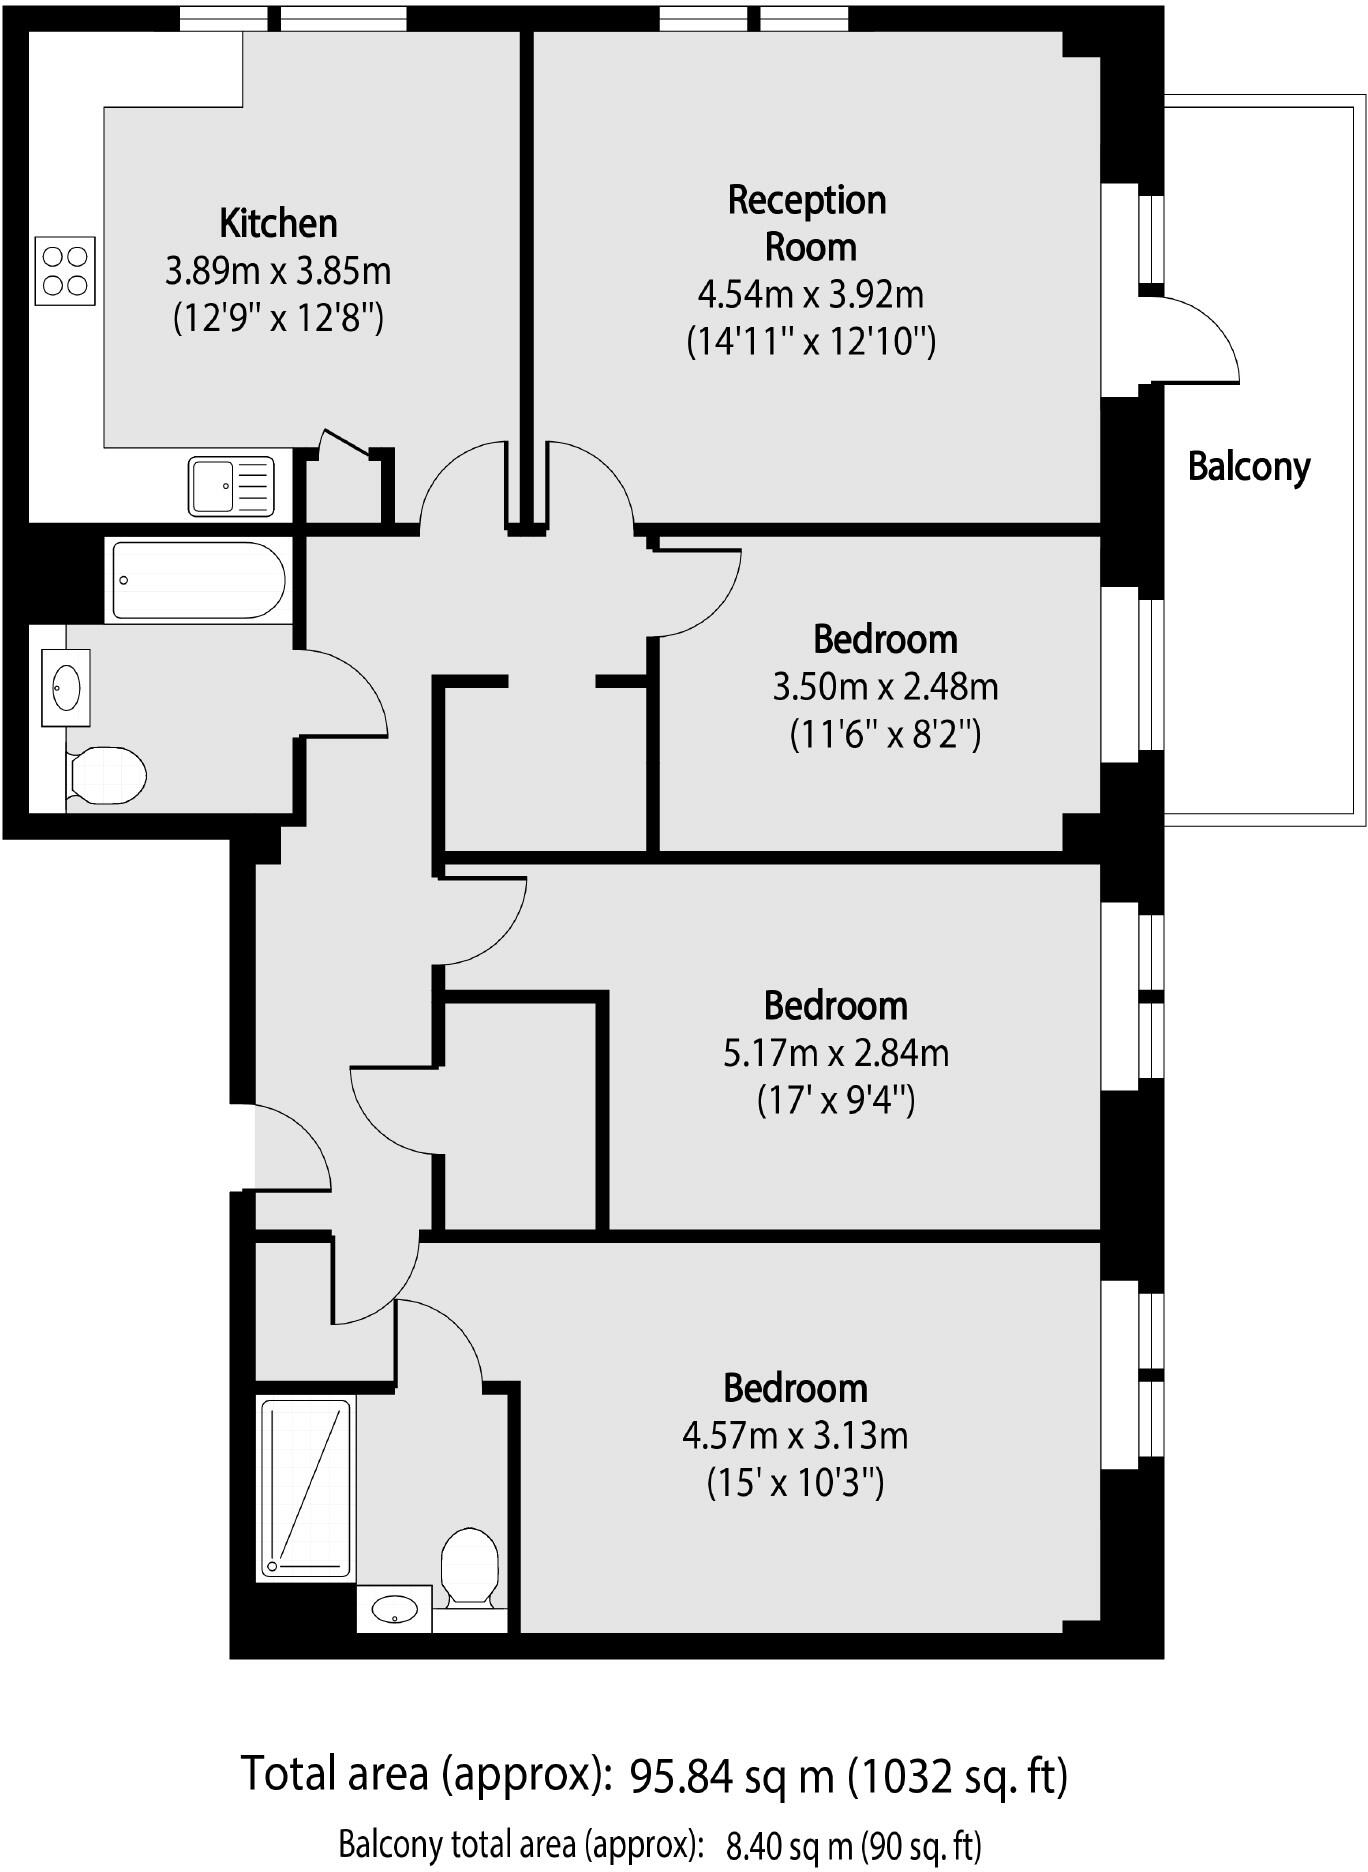 Kitchen
3.89m x 3.85m
(12'9" x 12'8")
Reception
Room
4.54m x 3.92m
(14'11" x 12'10")
Balcony
Bedroom
3.50m x 2.48m
(11'6" x 8'2")
Bedroom
5.17m x 2.84m
(17' x 9'4")
Bedroom
4.57m x 3.13m
(15' x 10'3")
Total area (approx): 95.84 sq m (1032 sq. ft)
Balcony total area (approx): 8.40 sq m (90 sq. ft)